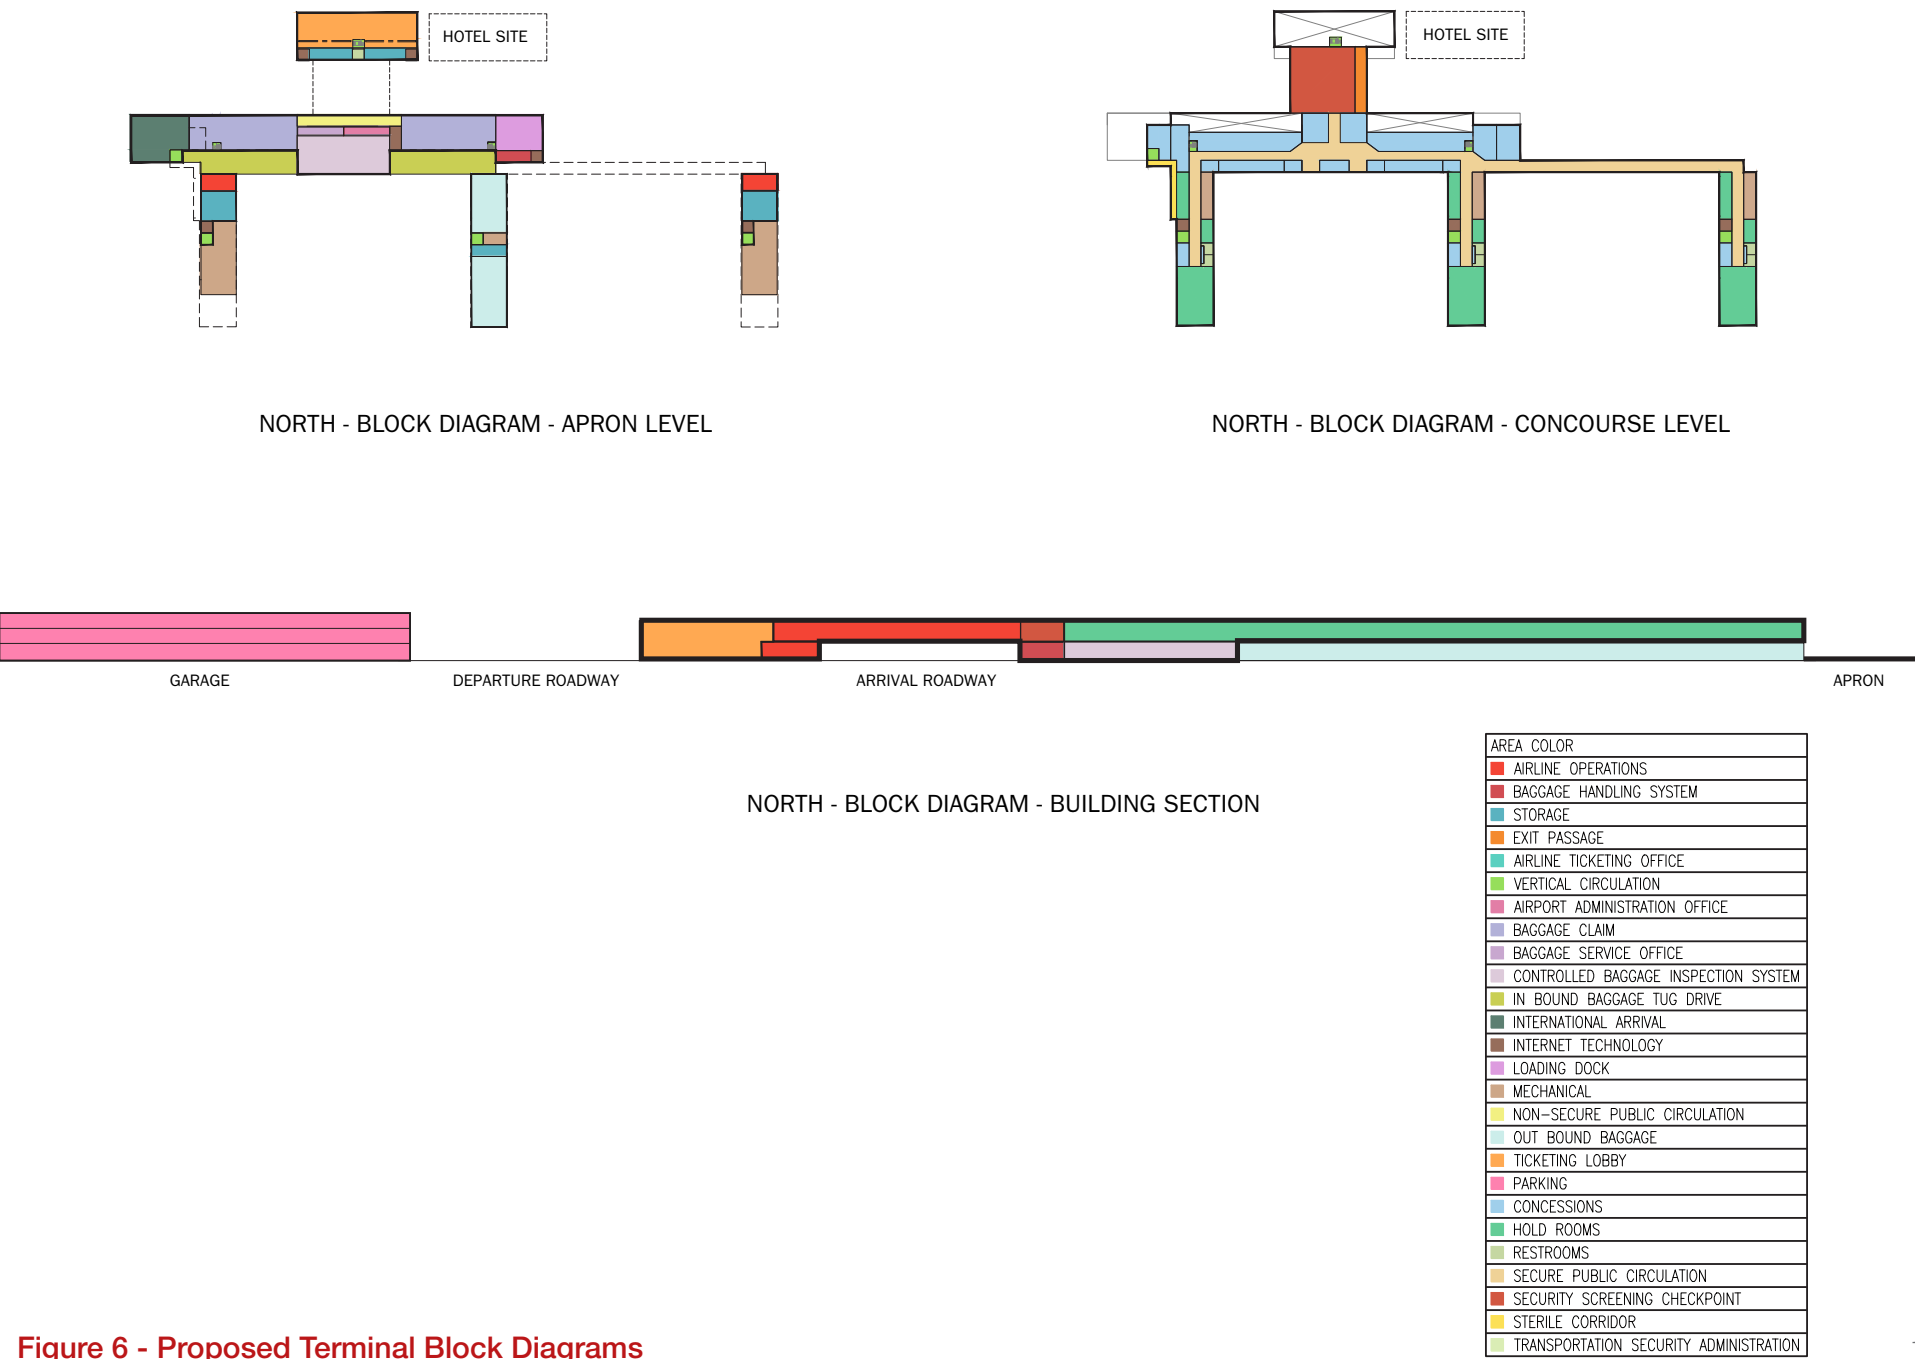 HOTEL SITE
HOTEL SITE
NORTH - BLOCK DIAGRAM - APRON LEVEL
NORTH - BLOCK DIAGRAM - CONCOURSE LEVEL
GARAGE
DEPARTURE ROADWAY
ARRIVAL ROADWAY
APRON
NORTH - BLOCK DIAGRAM - BUILDING SECTION
AREA COLOR
AIRLINE OPERATIONS
BAGGAGE HANDLING SYSTEM
STORAGE
EXIT PASSAGE
AIRLINE TICKETING OFFICE
VERTICAL CIRCULATION
AIRPORT ADMINISTRATION OFFICE
BAGGAGE CLAIM
BAGGAGE SERVICE OFFICE
CONTROLLED BAGGAGE INSPECTION SYSTEM
IN BOUND BAGGAGE TUG DRIVE
INTERNATIONAL ARRIVAL
INTERNET TECHNOLOGY
LOADING DOCK
MECHANICAL
NON-SECURE PUBLIC CIRCULATION
OUT BOUND BAGGAGE
TICKETING LOBBY
PARKING
CONCESSIONS
HOLD ROOMS
RESTROOMS
SECURE PUBLIC CIRCULATION
SECURITY SCREENING CHECKPOINT
STERILE CORRIDOR
TRANSPORTATION SECURITY ADMINISTRATION
Figure 6 - Proposed Terminal Block Diagrams